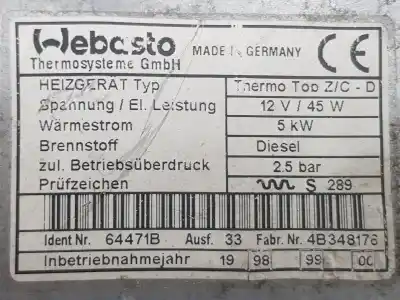 Webasto MADE IN GERMANY CE
Thermosysteme GmbH
HEIZGERÄT Typ Thermo Top Z/C - D
Spannung / El. Leistung 12 V / 45 W
Wärmestrom 5 kW
Brennstoff Diesel
zul. Betriebsüberdruck 2.5 bar
Prüfzeichen S 289
Ident Nr. 64471B Ausf. 33 Fabr. Nr. 4B348176
Inbetriebnahmejahr 19 98 99 00